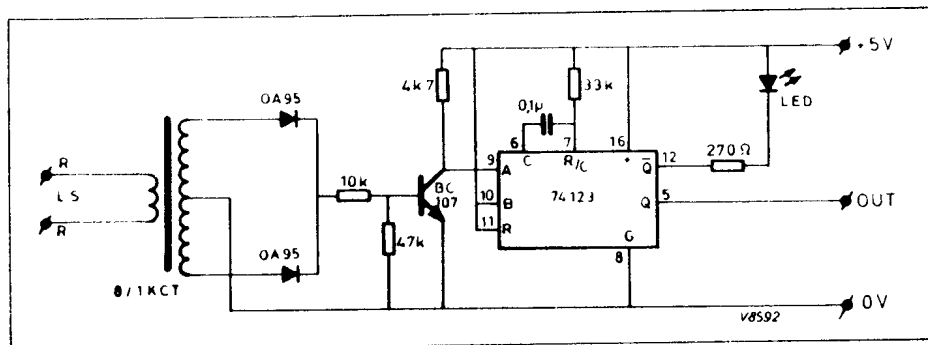 +5V
4k7
33k
LED
0,1µ
OA95
6
C
7
R/C
16
+
R
LS
R
9
A
Q̅
12
270Ω
10k
BC
107
10
B
74123
Q
5
OUT
11
R
47k
G
8
OA95
8/1KCT
0V
V8592